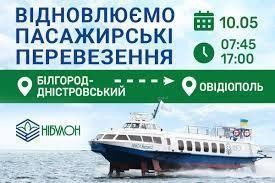 ВІДНОВЛЮЄМО
ПАСАЖИРСЬКІ
ПЕРЕВЕЗЕННЯ
10.05
07:45
17:00
БІЛГОРОД-
ДНІСТРОВСЬКИЙ
ОВІДІОПОЛЬ
НІБУЛОН